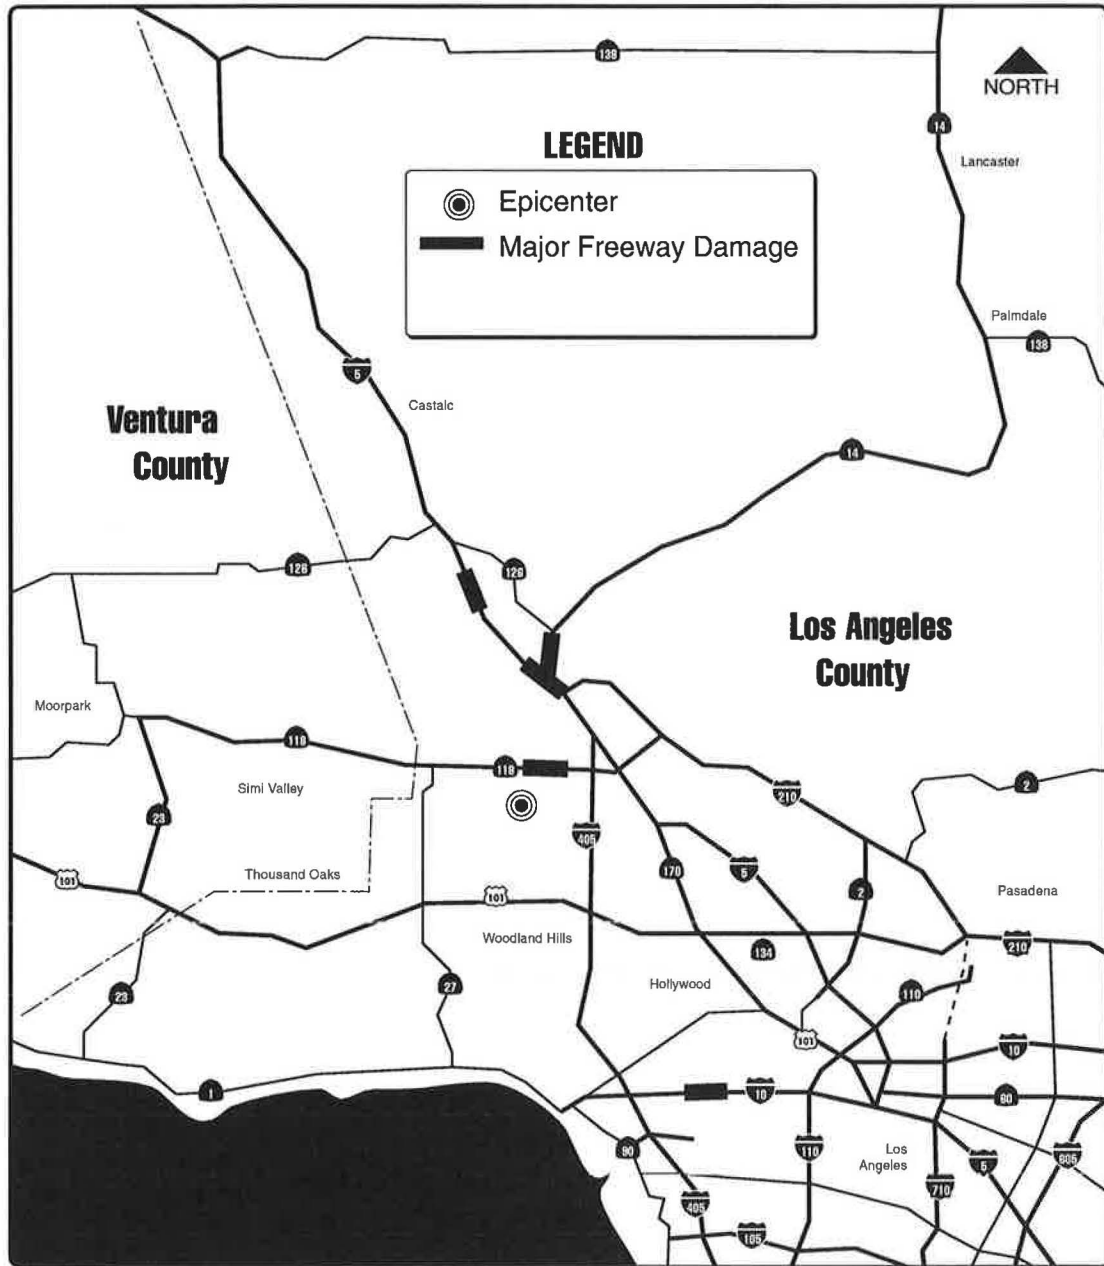 138
NORTH
14
LEGEND
Lancaster
Epicenter
Major Freeway Damage
Palmdale
138
5
Castaic
Ventura
County
14
126
126
Los Angeles
County
Moorpark
118
118
Simi Valley
210
2
23
405
170
5
Thousand Oaks
101
101
2
Pasadena
Woodland Hills
134
210
23
27
Hollywood
110
101
10
1
10
60
90
110
Los
Angeles
5
605
710
405
105